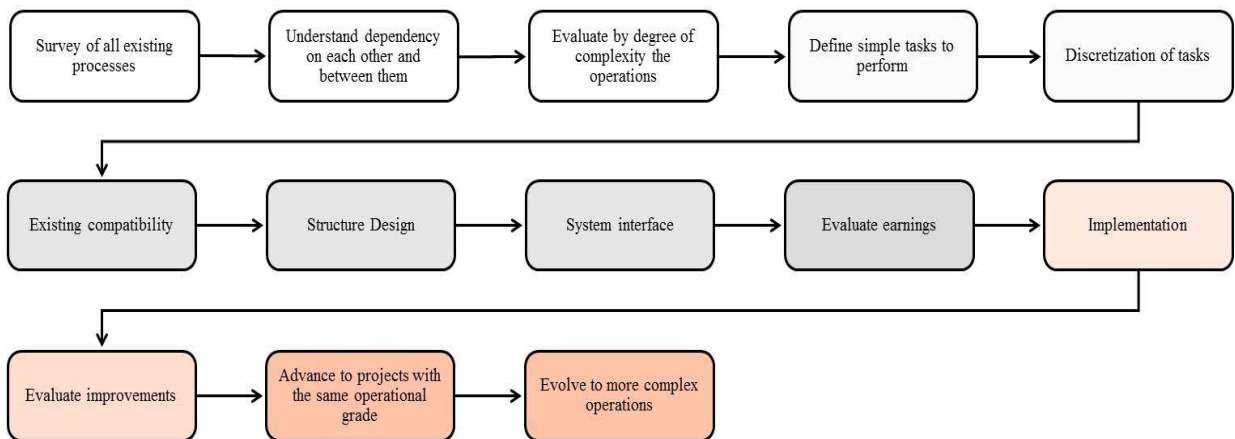 Survey of all existing
processes
Understand dependency
on each other and
between them
Evaluate by degree of
complexity the
operations
Define simple tasks to
perform
Discretization of tasks
Existing compatibility
Structure Design
System interface
Evaluate earnings
Implementation
Evaluate improvements
Advance to projects with
the same operational
grade
Evolve to more complex
operations